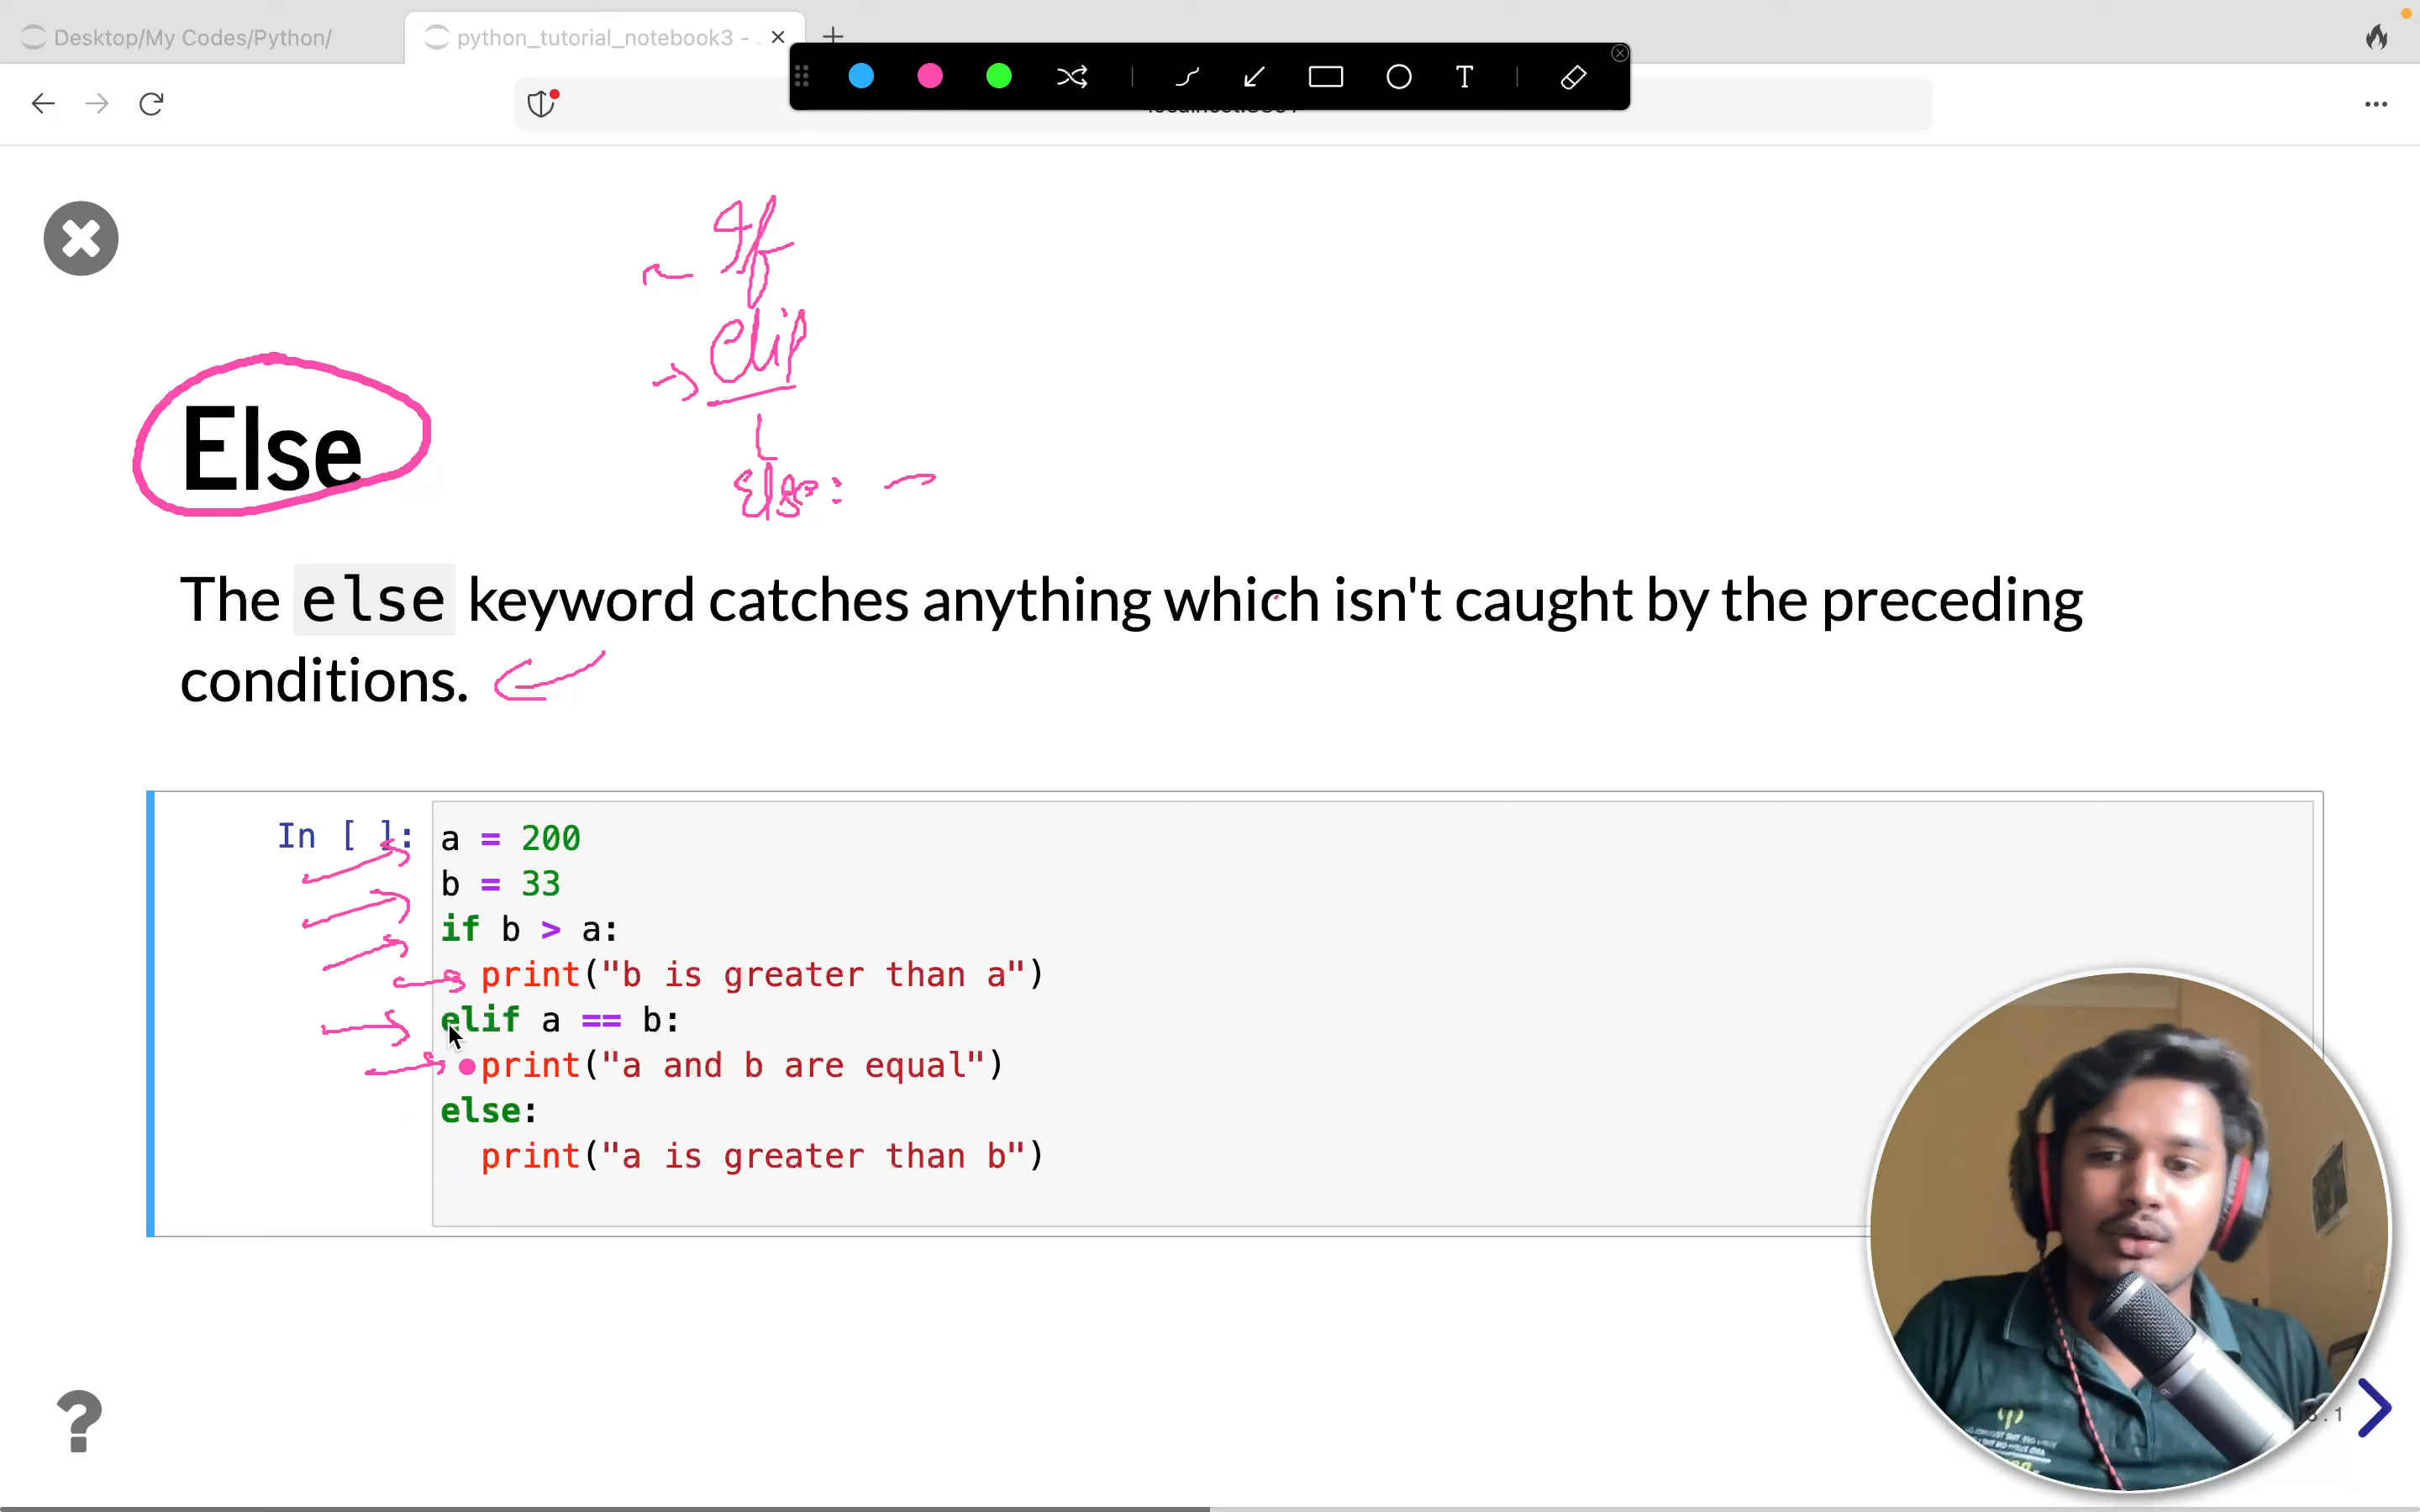 Desktop/My Codes/Python/
python_tutorial_notebook3 -
T
If
elif
Else:
Else
The else keyword catches anything which isn't caught by the preceding
conditions.
In [ ]:
a = 200
b = 33
if b > a:
print("b is greater than a")
elif a == b:
print("a and b are equal")
else:
print("a is greater than b")